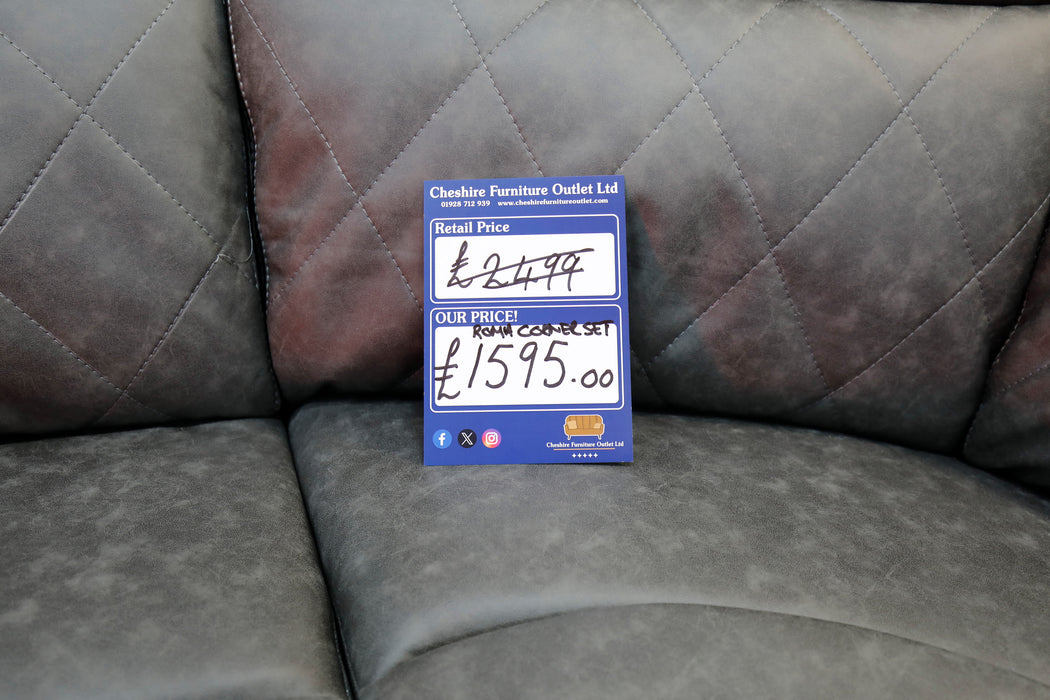 Cheshire Furniture Outlet Ltd
01928 712 939 www.cheshirefurnitureoutlet.com
Retail Price
£2499
OUR PRICE!
ROMA CORNER SET
£1595.00
Cheshire Furniture Outlet Ltd